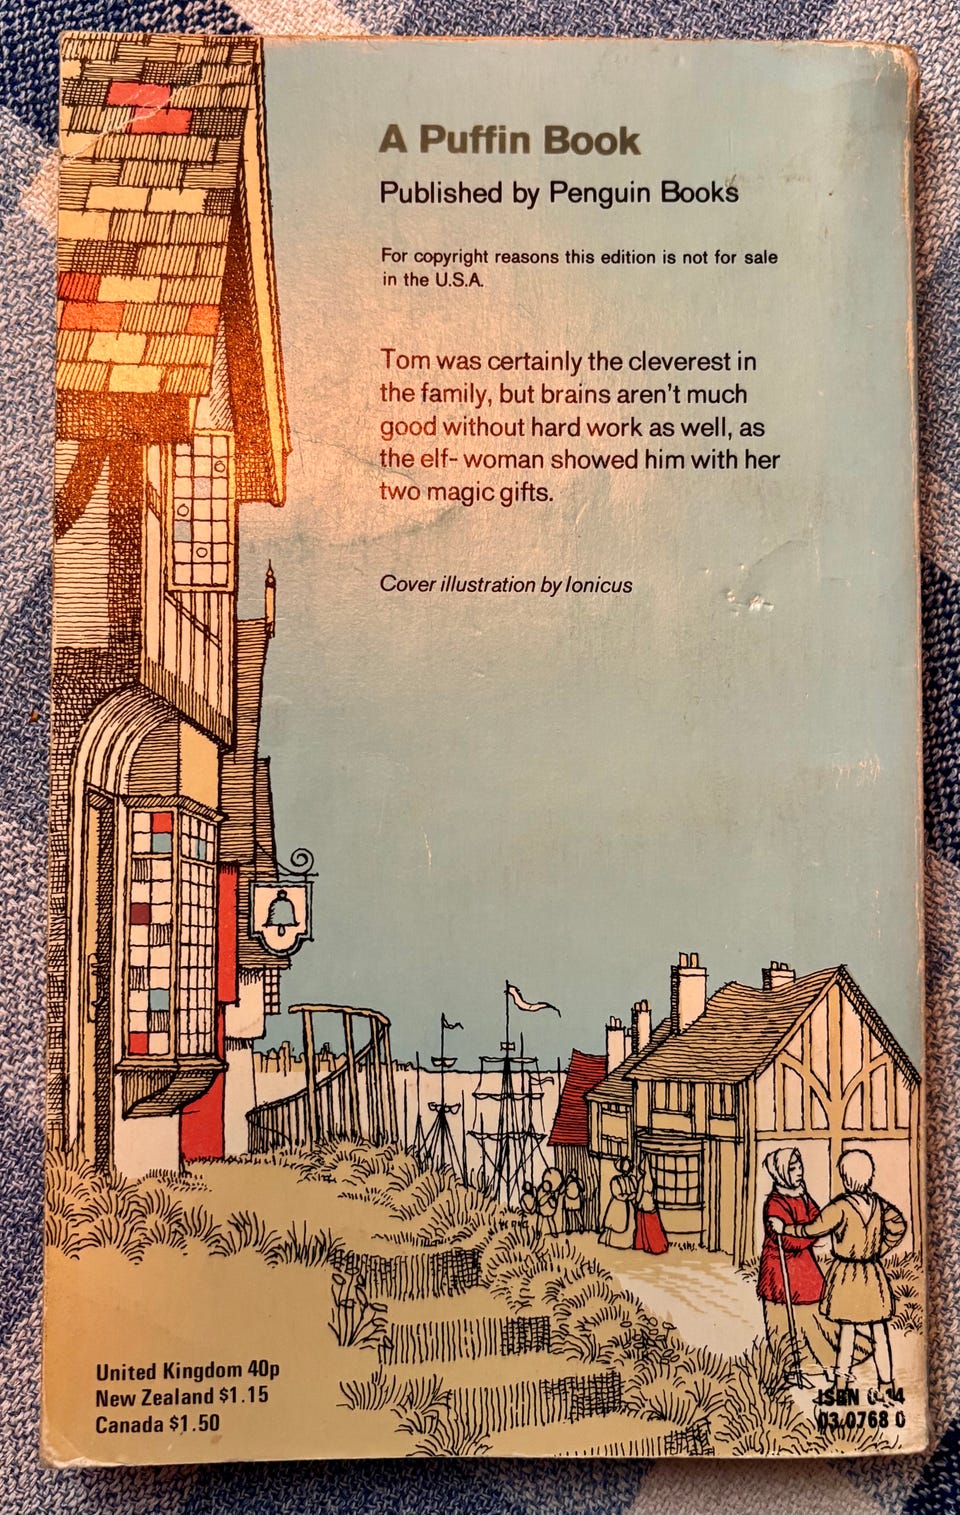 A Puffin Book
Published by Penguin Books
For copyright reasons this edition is not for sale
in the U.S.A.
Tom was certainly the cleverest in
the family, but brains aren't much
good without hard work as well, as
the elf- woman showed him with her
two magic gifts.
Cover illustration by Ionicus
United Kingdom 40p
New Zealand $1.15
Canada $1.50
ISBN 0 14
03.0768 0